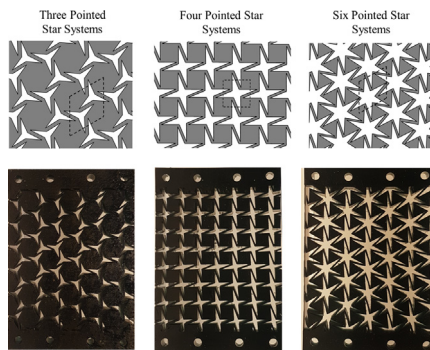 Three Pointed
Star Systems
Four Pointed Star
Systems
Six Pointed Star
Systems